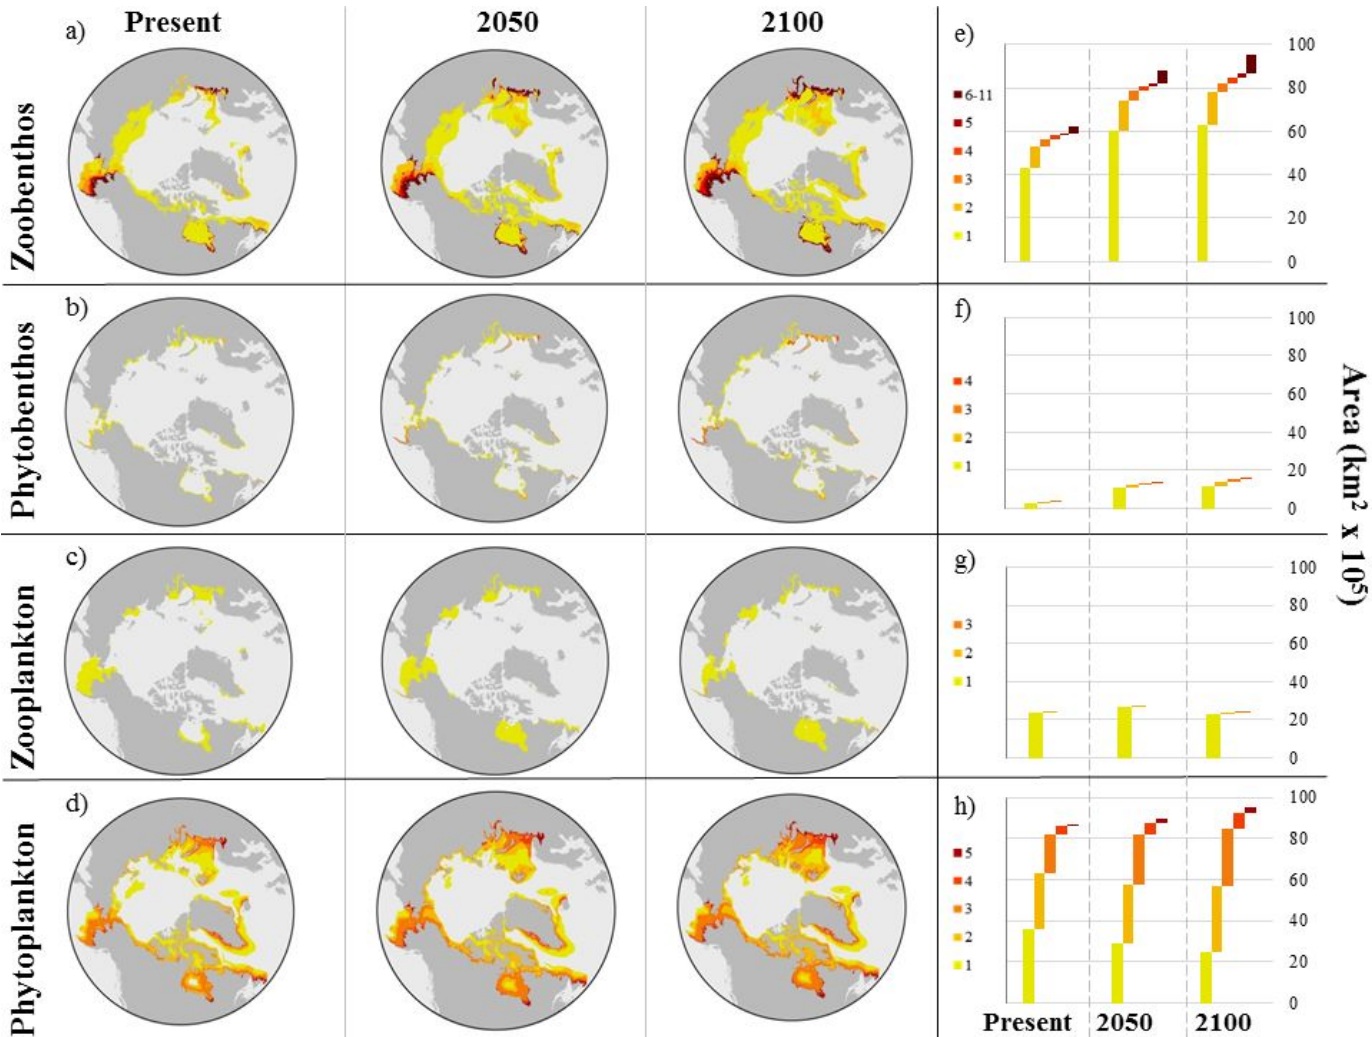 Present 2050 2100
Zoobenthos
a)
e)
6-11
5
4
3
2
1
100
80
60
40
20
0
Phytobenthos
b)
f)
4
3
2
1
100
80
60
40
20
0
Zooplankton
c)
g)
3
2
1
100
80
60
40
20
0
Phytoplankton
d)
h)
5
4
3
2
1
100
80
60
40
20
0
Present 2050 2100
Area (km² x 10⁵)